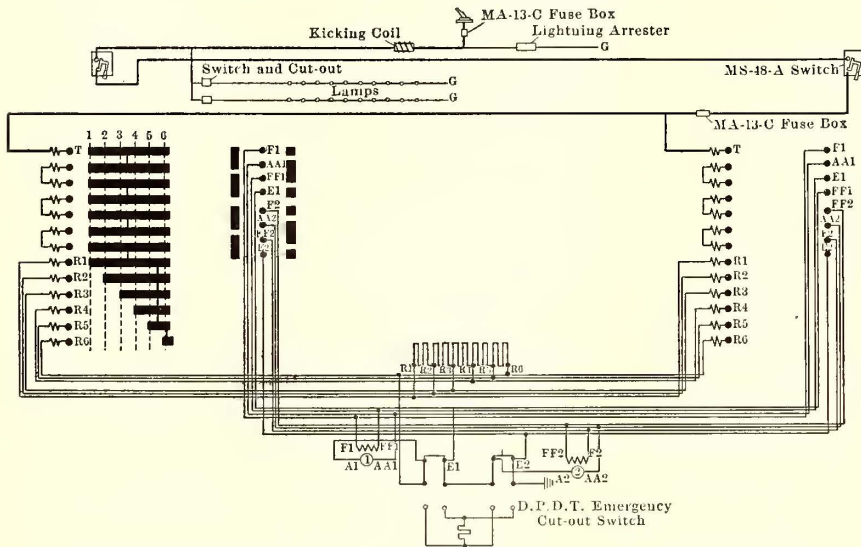 MA-13-C Fuse Box
Kicking Coil
Lightning Arrester
G
Switch and Cut-out
G
Lamps
G
MS-48-A Switch
MA-13-C Fuse Box
1 2 3 4 5 6
T
R1
R2
R3
R4
R5
R6
F1
AA1
FF1
E1
F2
AA2
FF2
E2
T
R1
R2
R3
R4
R5
R6
F1
AA1
E1
FF1
FF2
AA2
F2
R1 R2 R3 R4 R5 R6
F1 FF1
A1 1 AA1
E1
E2
FF2 F2
A2 2 AA2
D.P.D.T. Emergency
Cut-out Switch